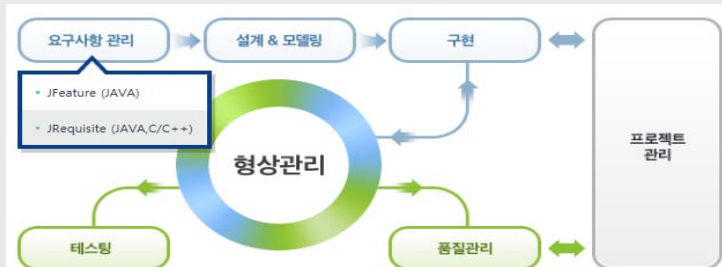 요구사항 관리
설계 & 모델링
구현
JFeature (JAVA)
JRequisite (JAVA,C/C++)
형상관리
프로젝트
관리
테스팅
품질관리